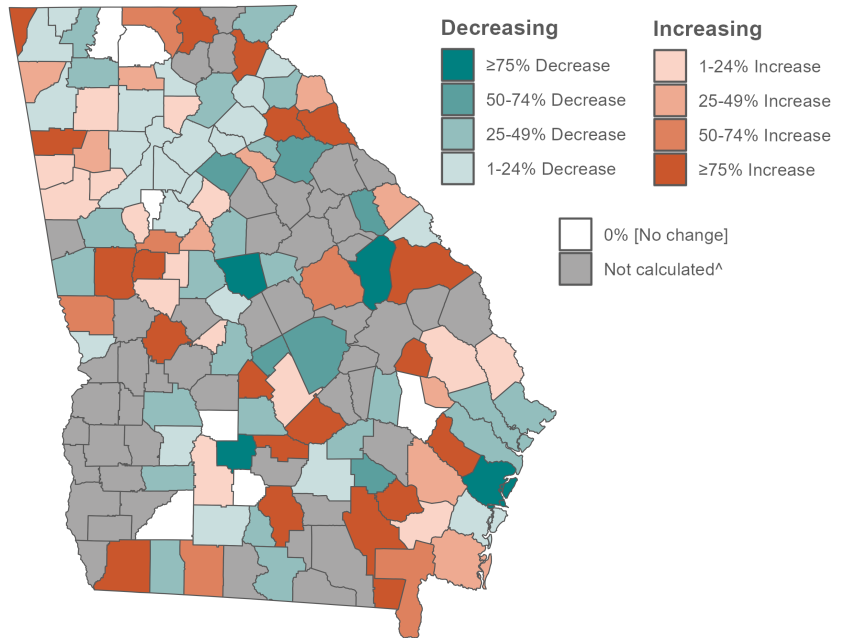 Decreasing
≥75% Decrease
50-74% Decrease
25-49% Decrease
1-24% Decrease
Increasing
1-24% Increase
25-49% Increase
50-74% Increase
≥75% Increase
0% [No change]
Not calculated^